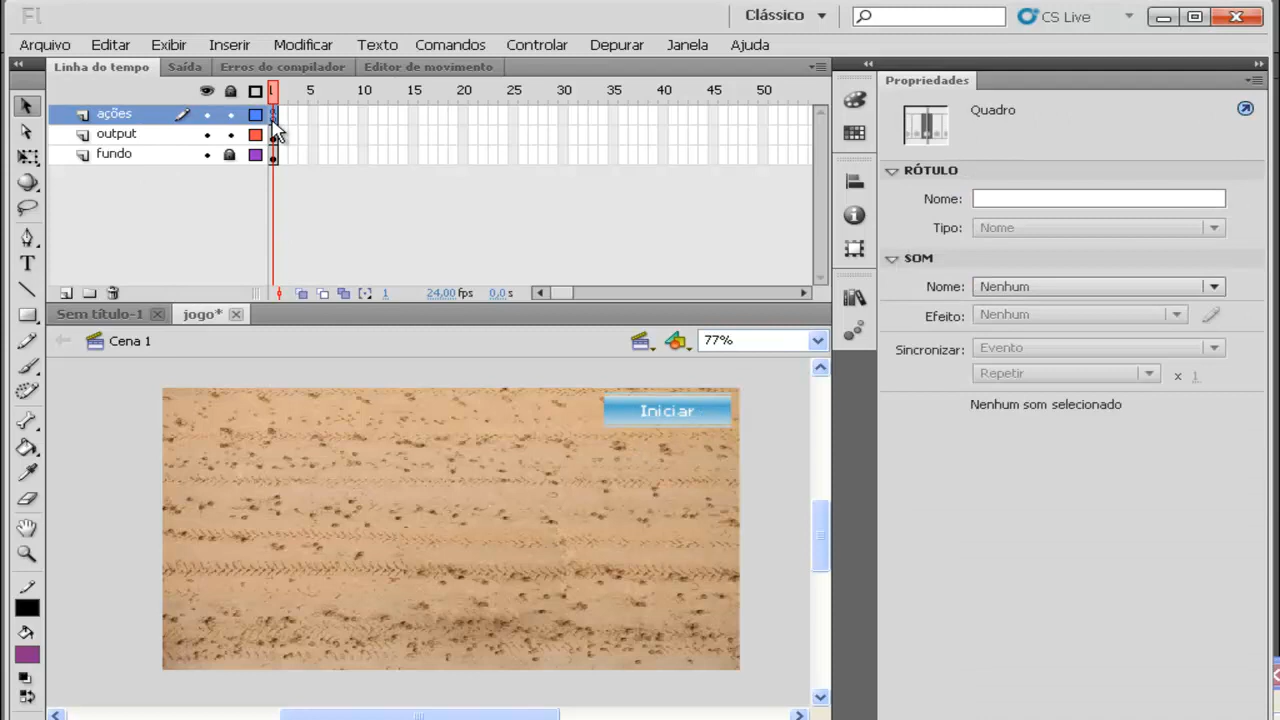 Fl Clássico CS Live
Arquivo Editar Exibir Inserir Modificar Texto Comandos Controlar Depurar Janela Ajuda
Linha do tempo Saída Erros do compilador Editor de movimento
Propriedades
1 5 10 15 20 25 30 35 40 45 50
Quadro
ações
output
fundo
RÓTULO
Nome:
Tipo: Nome
SOM
Nome: Nenhum
1 24,00 fps 0,0 s
Efeito: Nenhum
Sem título-1 jogo*
Cena 1 77%
Sincronizar: Evento
Repetir x 1
Nenhum som selecionado
Iniciar
T